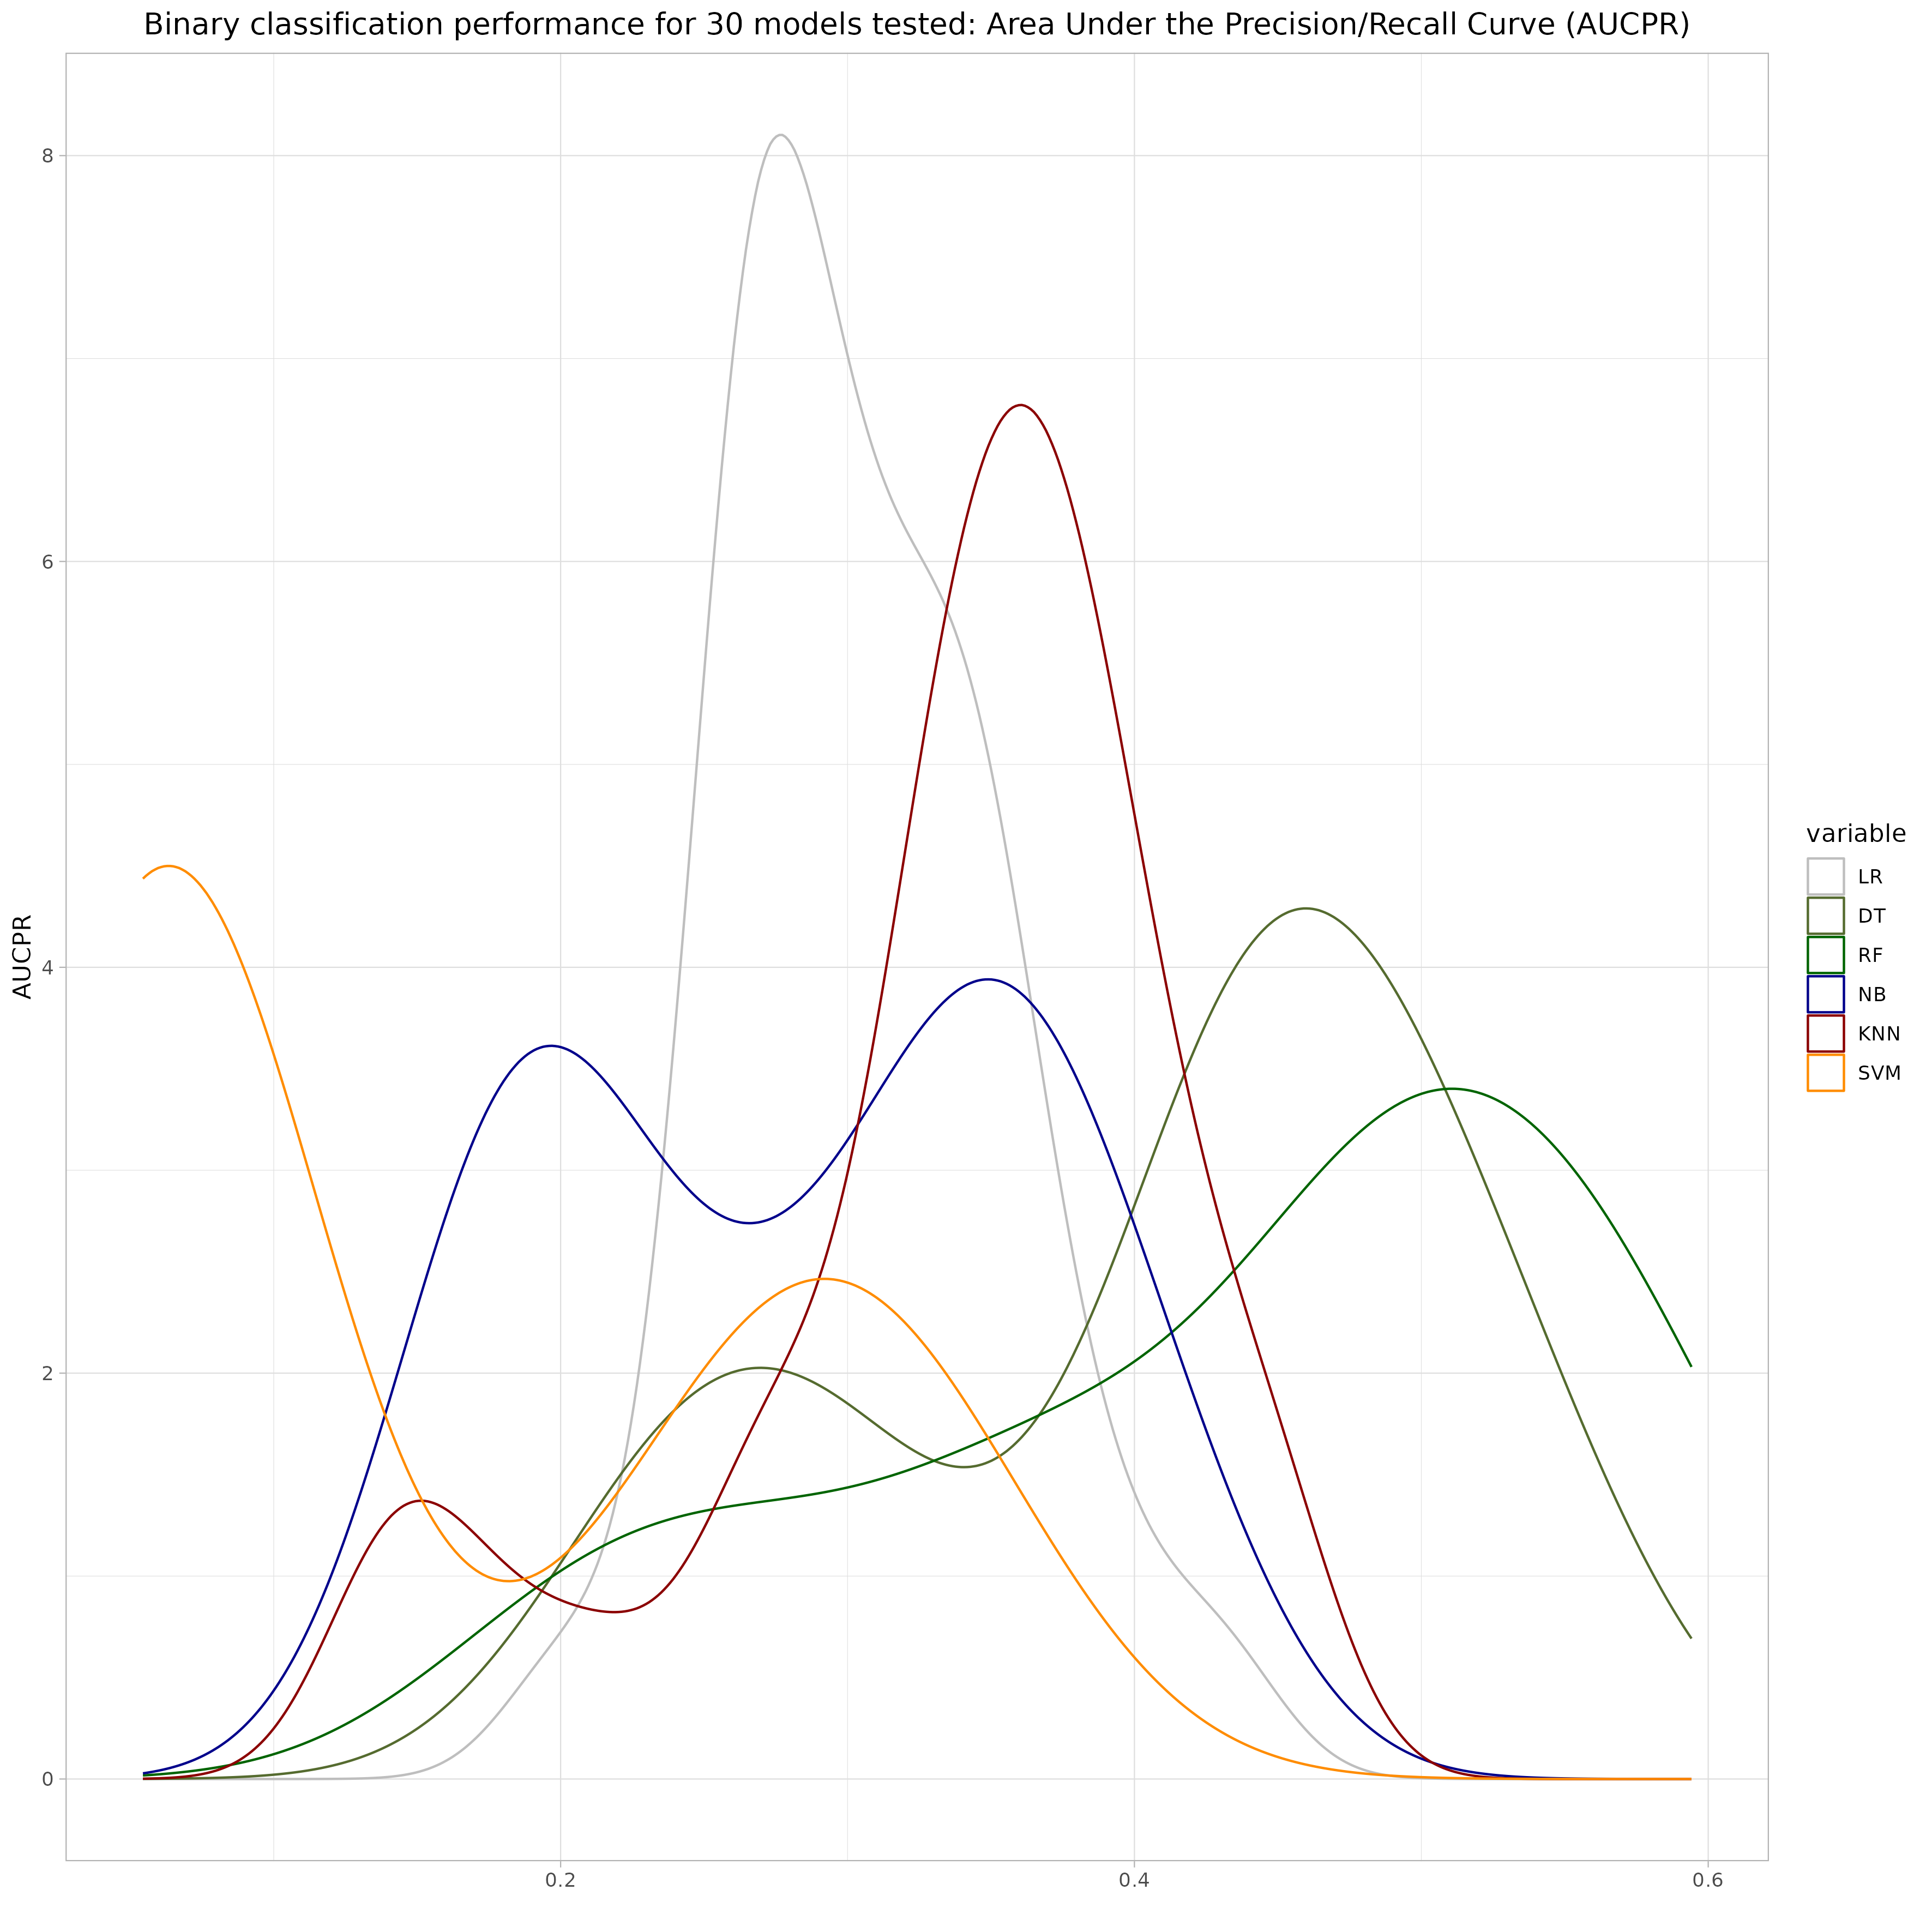 Binary classification performance for 30 models tested: Area Under the Precision/Recall Curve (AUCPR)
8
6
4
2
0
AUCPR
0.2
0.4
0.6
variable
LR
DT
RF
NB
KNN
SVM